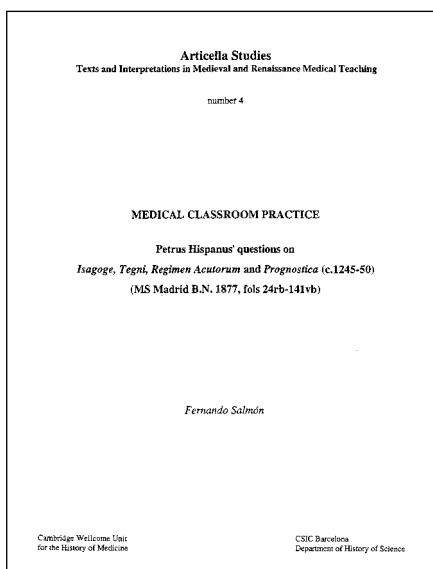 Articella Studies
Texts and Interpretations in Medieval and Renaissance Medical Teaching
number 4
MEDICAL CLASSROOM PRACTICE
Petrus Hispanus' questions on
Isagoge, Tegni, Regimen Acutorum and Prognostica (c.1245-50)
(MS Madrid B.N. 1877, fols 24rb-141vb)
Fernando Salmón
Cambridge Wellcome Unit
for the History of Medicine
CSIC Barcelona
Department of History of Science